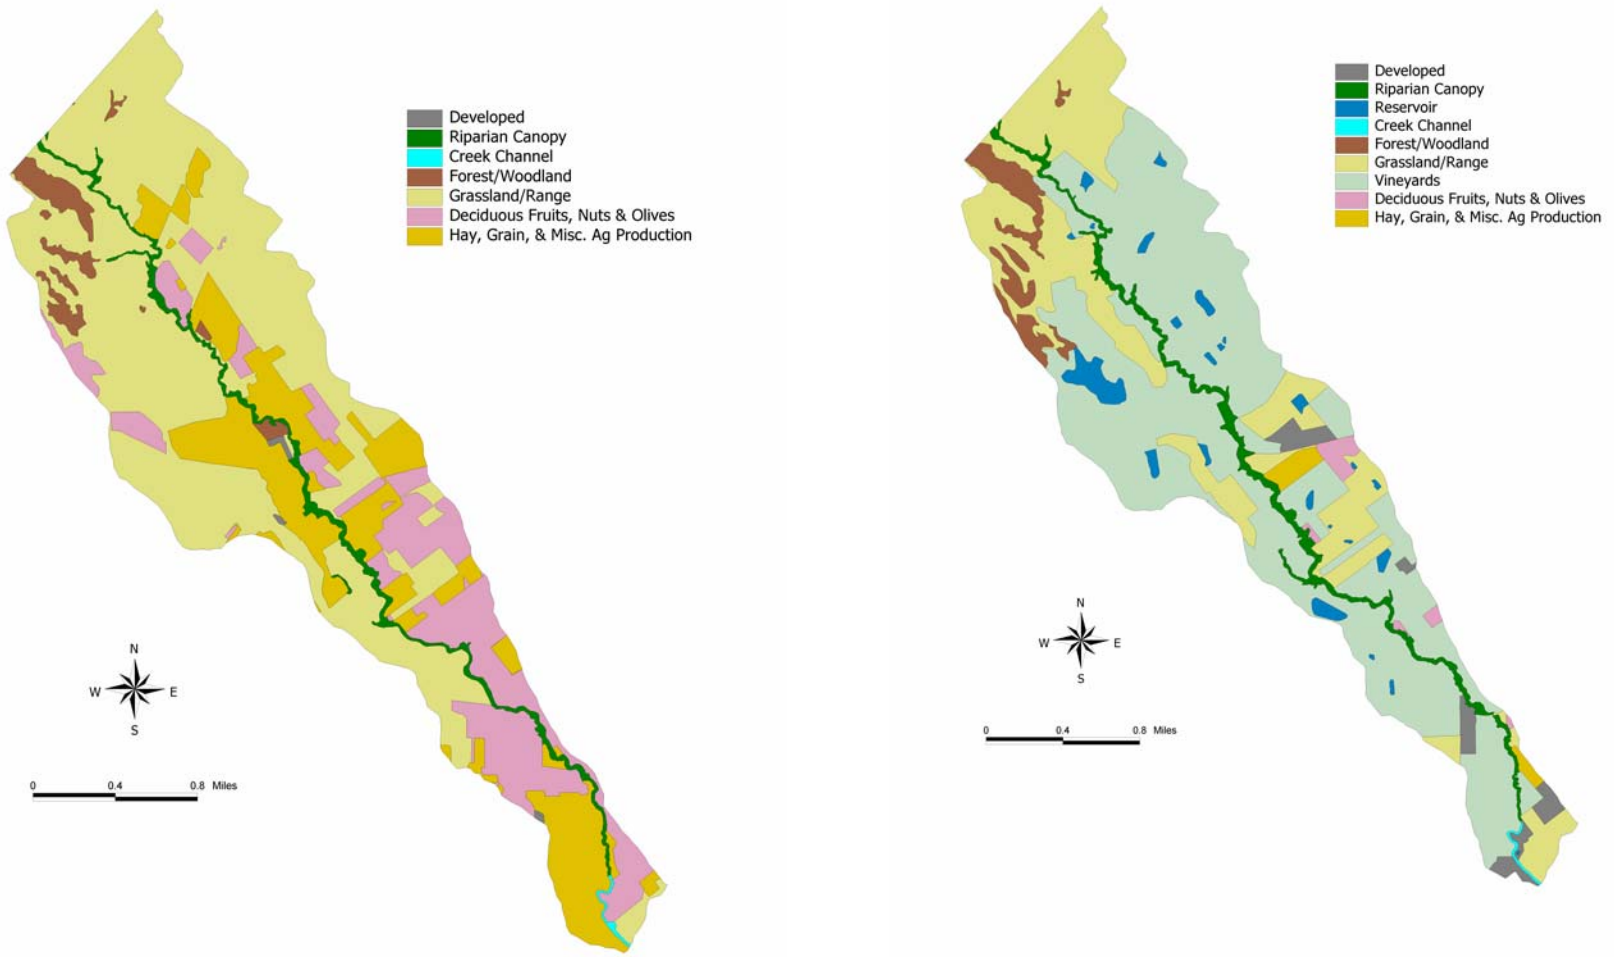 Developed
Riparian Canopy
Creek Channel
Forest/Woodland
Grassland/Range
Deciduous Fruits, Nuts & Olives
Hay, Grain, & Misc. Ag Production
N
W E
S
0 0.4 0.8 Miles
Developed
Riparian Canopy
Reservoir
Creek Channel
Forest/Woodland
Grassland/Range
Vineyards
Deciduous Fruits, Nuts & Olives
Hay, Grain, & Misc. Ag Production
N
W E
S
0 0.4 0.8 Miles